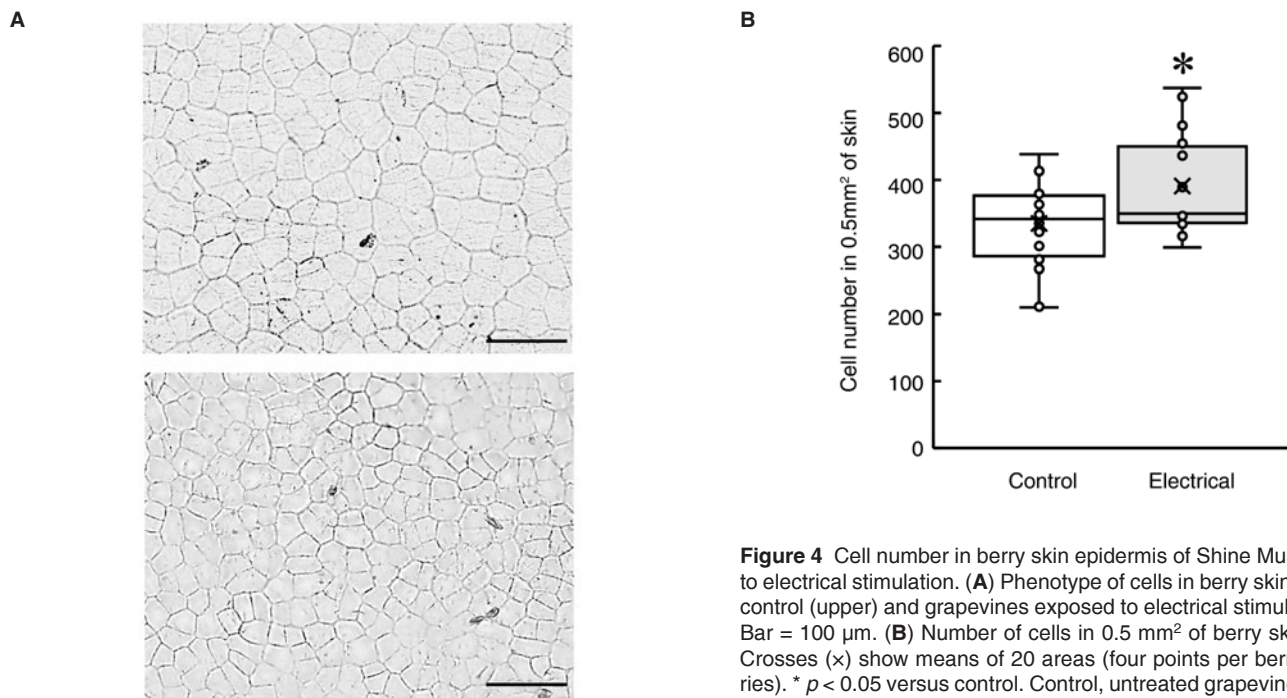 A
B
600
500
400
300
200
100
0
Cell number in 0.5mm² of skin
*
Control
Electrical
Figure 4 Cell number in berry skin epidermis of Shine Mu
to electrical stimulation. (A) Phenotype of cells in berry skin
control (upper) and grapevines exposed to electrical stimul
Bar = 100 µm. (B) Number of cells in 0.5 mm² of berry sk
Crosses (×) show means of 20 areas (four points per berr
ries). * p < 0.05 versus control. Control, untreated grapevin